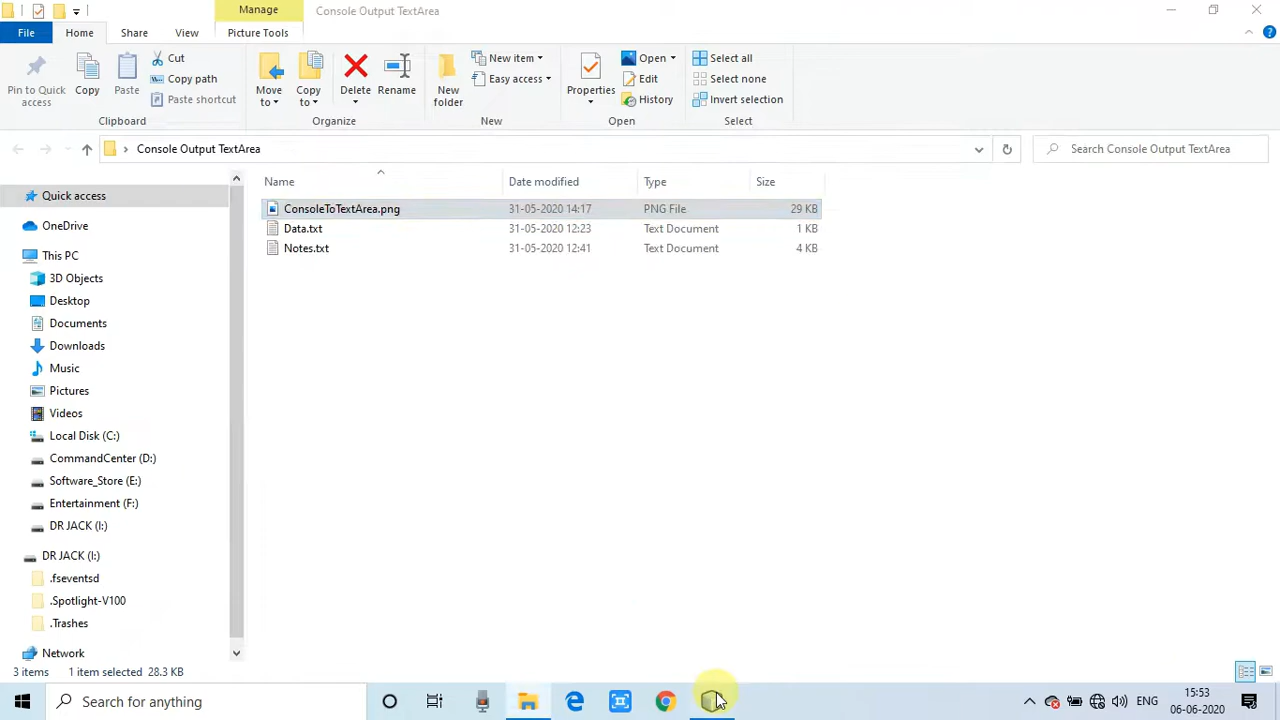 Manage
Console Output TextArea
File
Home
Share
View
Picture Tools
Pin to Quick access
Copy
Paste
Cut
Copy path
Paste shortcut
Clipboard
Move to
Copy to
Delete
Rename
Organize
New folder
New item
Easy access
New
Properties
Open
Edit
History
Open
Select all
Select none
Invert selection
Select
Console Output TextArea
Search Console Output TextArea
Name
Date modified
Type
Size
ConsoleToTextArea.png 31-05-2020 14:17 PNG File 29 KB
Data.txt 31-05-2020 12:23 Text Document 1 KB
Notes.txt 31-05-2020 12:41 Text Document 4 KB
Quick access
OneDrive
This PC
3D Objects
Desktop
Documents
Downloads
Music
Pictures
Videos
Local Disk (C:)
CommandCenter (D:)
Software_Store (E:)
Entertainment (F:)
DR JACK (I:)
DR JACK (I:)
.fseventsd
.Spotlight-V100
.Trashes
Network
3 items 1 item selected 28.3 KB
Search for anything
ENG
15:53
06-06-2020